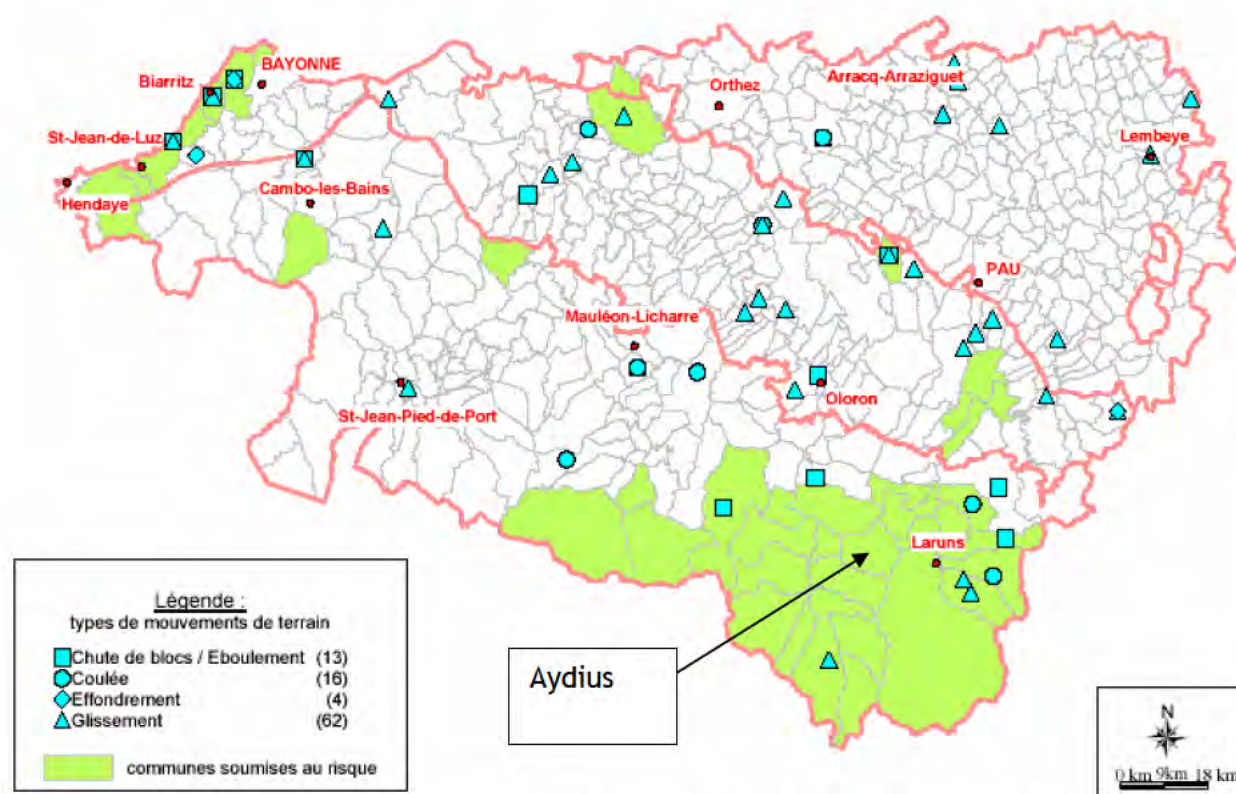 BAYONNE
Biarritz
Orthez
Arracq-Arraziguet
St-Jean-de-Luz
Lembeye
Cambo-les-Bains
Hendaye
PAU
Mauléon-Licharre
Oloron
St-Jean-Pied-de-Port
Laruns
Légende :
types de mouvements de terrain
Chute de blocs / Eboulement (13)
Coulée (16)
Effondrement (4)
Glissement (62)
communes soumises au risque
Aydius
N
0 km 9km 18 km